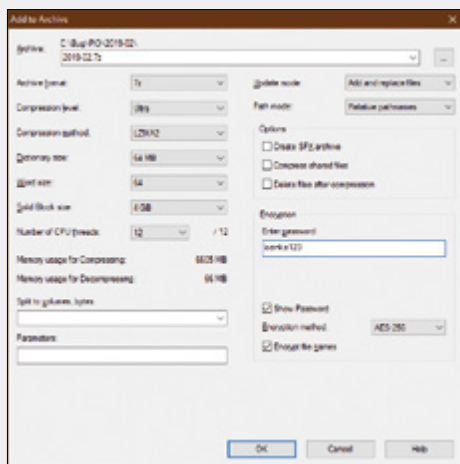 Add to Archive
Archive:
2019-02.7z
...
Archive format:
7z
Compression level:
Ultra
Compression method:
LZMA2
Dictionary size:
64 MB
Word size:
64
Solid Block size:
4 GB
Number of CPU threads:
12
/ 12
Memory usage for Compressing:
Memory usage for Decompressing:
66 MB
Split to volumes, bytes:
Parameters:
Update mode:
Add and replace files
Path mode:
Relative pathnames
Options
Create SFX archive
Compress shared files
Delete files after compression
Encryption
Enter password:
Show Password
Encryption method:
AES-256
Encrypt file names
OK
Cancel
Help